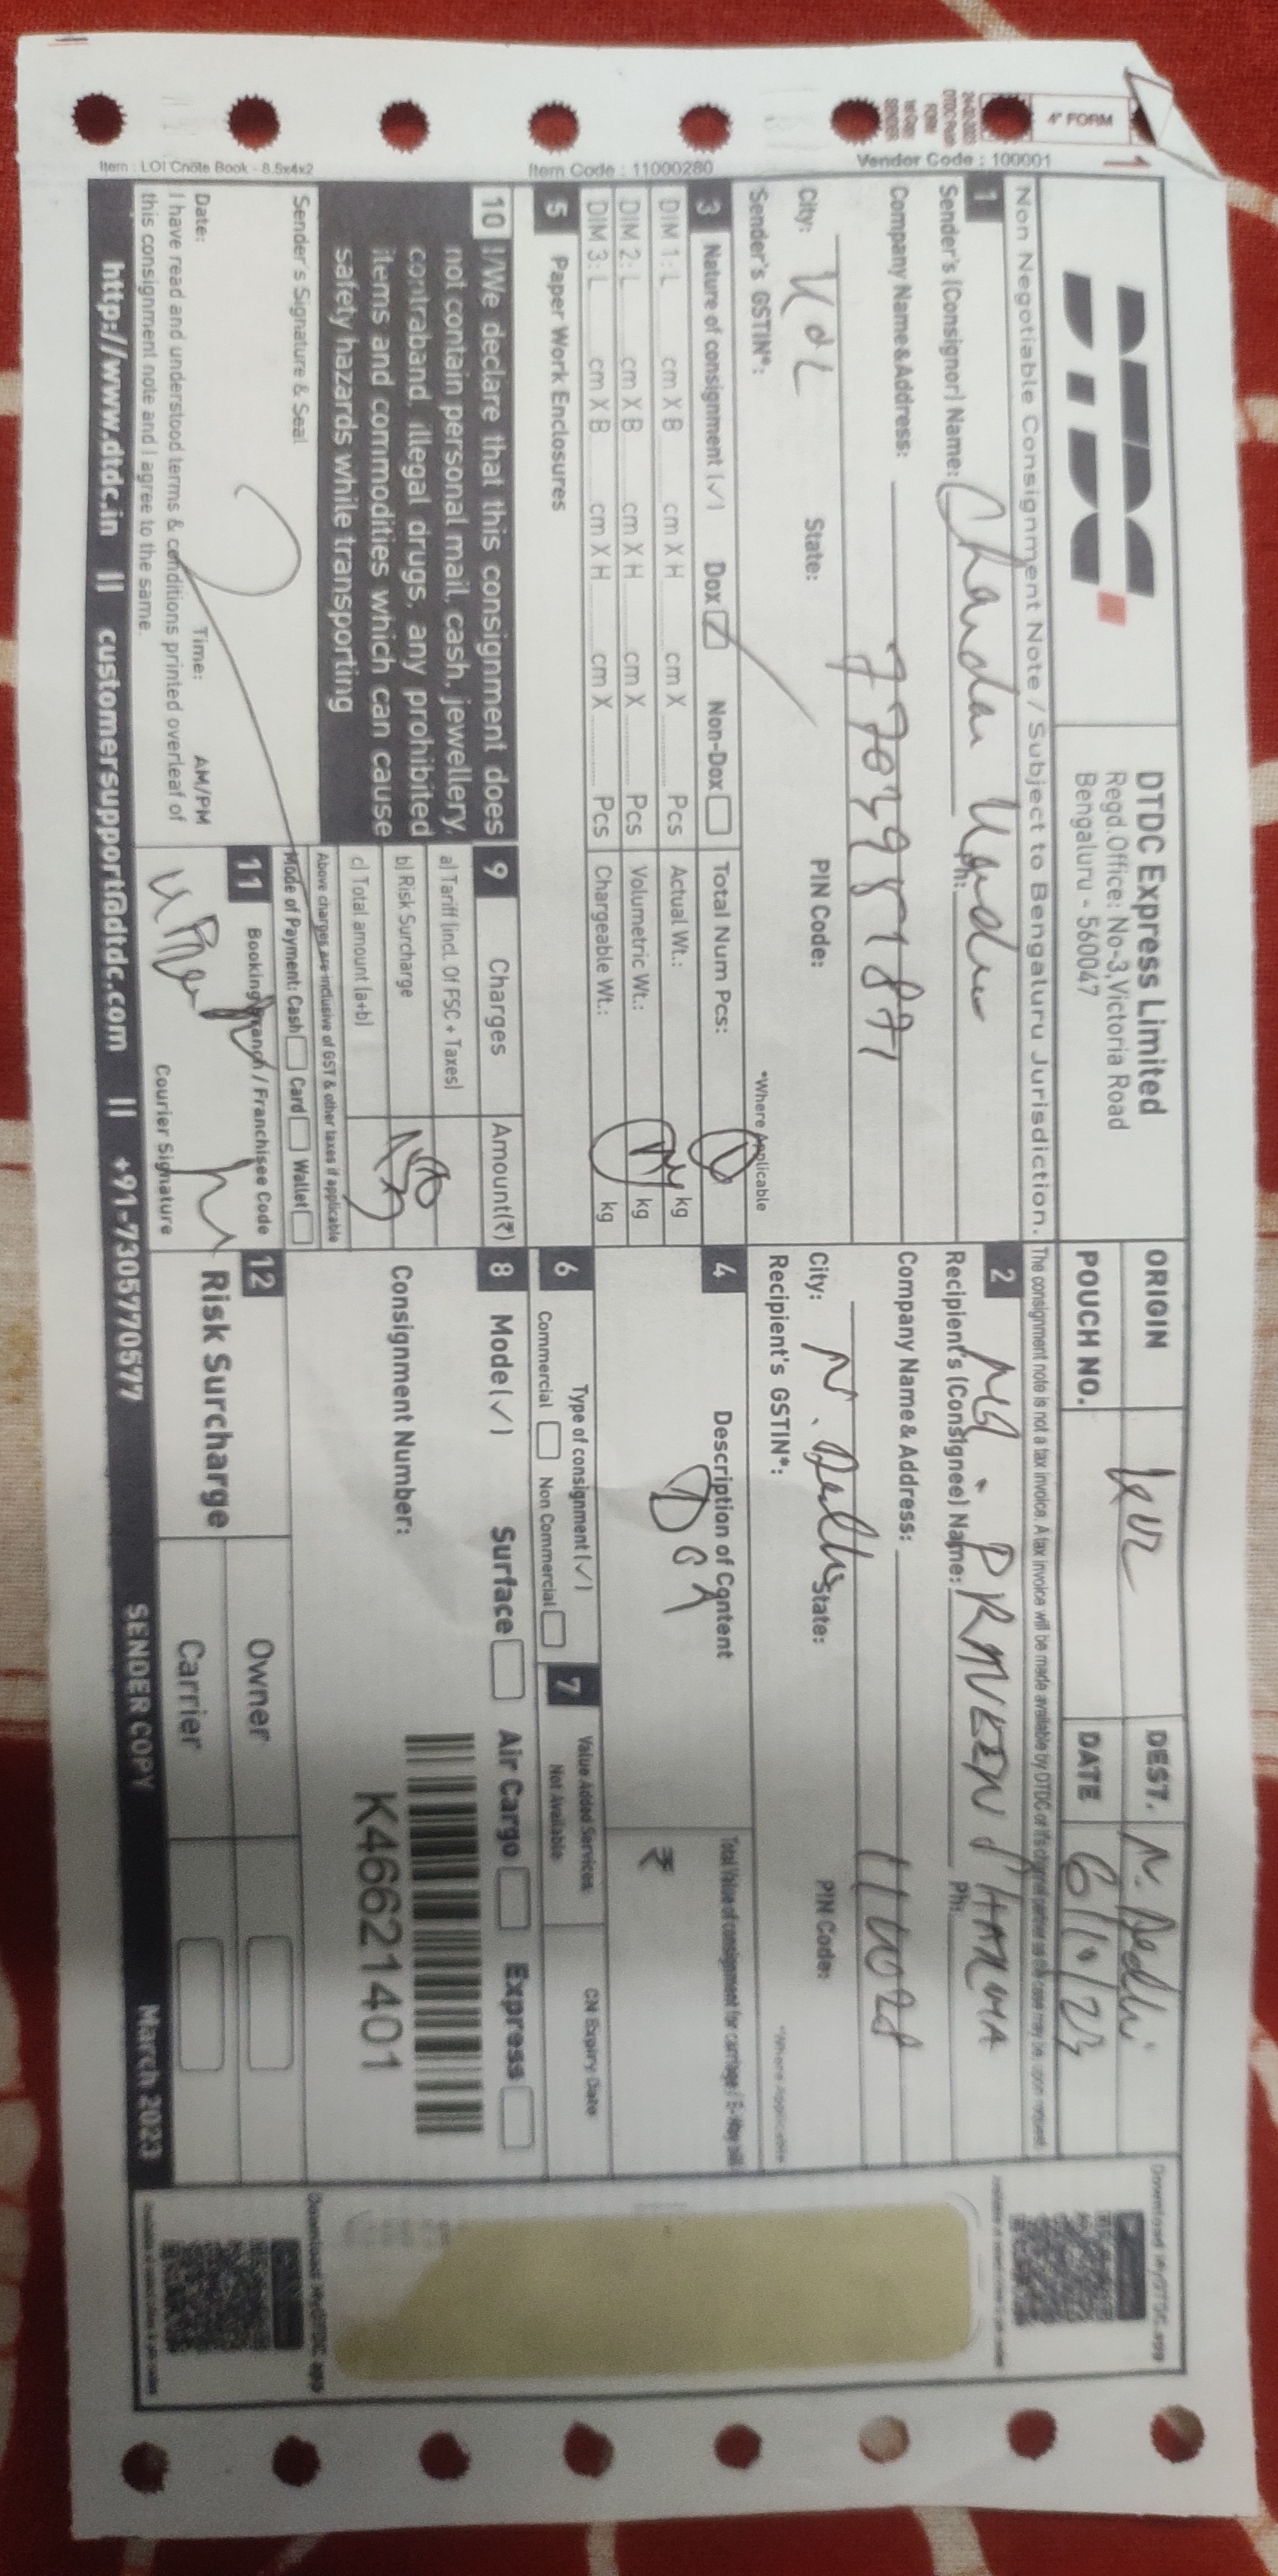 4" FORM
1
Vendor Code : 100001
Item Code : 11000280
Item : LOI Cnote Book - 8.5x4x2
DTDC
DTDC Express Limited
Regd.Office: No-3,Victoria Road
Bengaluru - 560047
ORIGIN
DEST. N. Delhi
POUCH NO.
DATE 6/10/23
Non Negotiable Consignment Note / Subject to Bengaluru Jurisdiction. The consignment note is not a tax invoice. A tax invoice will be made available by DTDC or it's channel partner as the case may be, upon request
1 Sender's (Consignor) Name: Chandan Kundu
Ph:
Company Name&Address:
City: State: PIN Code:
Sender's GSTIN*:
*Where Applicable
2 Recipient's (Consignee) Name: PRAVEEN SHARMA
Ph:
Company Name & Address:
City: N. Delhi State: PIN Code:
Recipient's GSTIN*:
*Where Applicable
3 Nature of consignment (✓) Dox Non-Dox Total Num Pcs:
DIM 1: L cm X B cm X H cm X Pcs Actual Wt.: kg
DIM 2: L cm X B cm X H cm X Pcs Volumetric Wt.: kg
DIM 3: L cm X B cm X H cm X Pcs Chargeable Wt.: kg
4 Description of Content
Total Value of consignment for carriage / E-Way bill
₹
5 Paper Work Enclosures
6 Type of consignment (✓)
Commercial Non Commercial
7 Value Added Services
Not Available
CN Expiry Date
8 Mode (✓) Surface Air Cargo Express
Consignment Number:
K46621401
9 Charges Amount(₹)
a) Tariff (incl. Of FSC + Taxes)
b) Risk Surcharge
c) Total amount (a+b)
Above charges are inclusive of GST & other taxes if applicable
Mode of Payment: Cash Card Wallet
10 I/We declare that this consignment does
not contain personal mail, cash, jewellery,
contraband, illegal drugs, any prohibited
items and commodities which can cause
safety hazards while transporting
Sender's Signature & Seal
Date: Time: AM/PM
I have read and understood terms & conditions printed overleaf of
this consignment note and I agree to the same.
11 Booking Branch / Franchisee Code
Courier Signature
12 Risk Surcharge
Owner
Carrier
Download MyDTDC app
Download MyDTDC app
http://www.dtdc.in || customersupport@dtdc.com || +91-7305770577 SENDER COPY March 2023